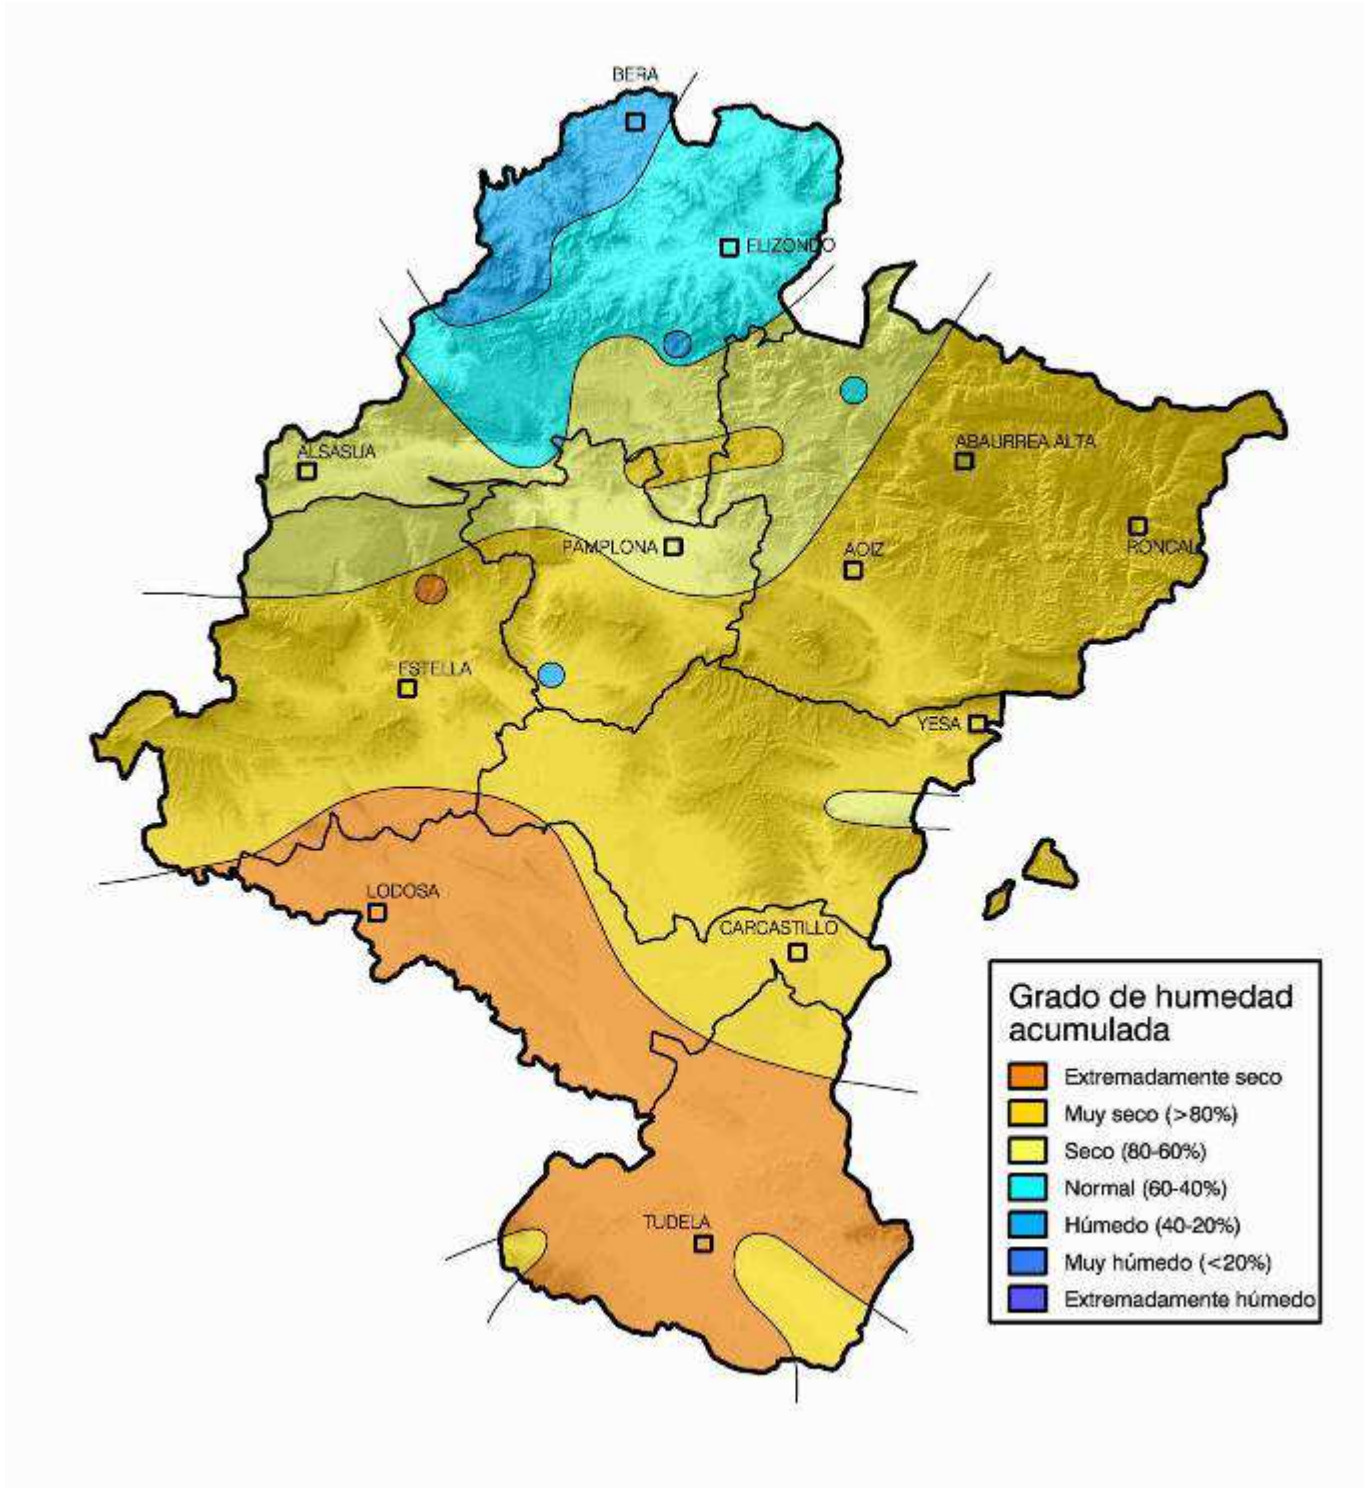 BERA
ELIZONDO
ALSASUA
ABAURREA ALTA
PAMPLONA
AOIZ
RONCAL
ESTELLA
YESA
LODOSA
CARCASTILLO
TUDELA
Grado de humedad
acumulada
Extremadamente seco
Muy seco (>80%)
Seco (80-60%)
Normal (60-40%)
Húmedo (40-20%)
Muy húmedo (<20%)
Extremadamente húmedo